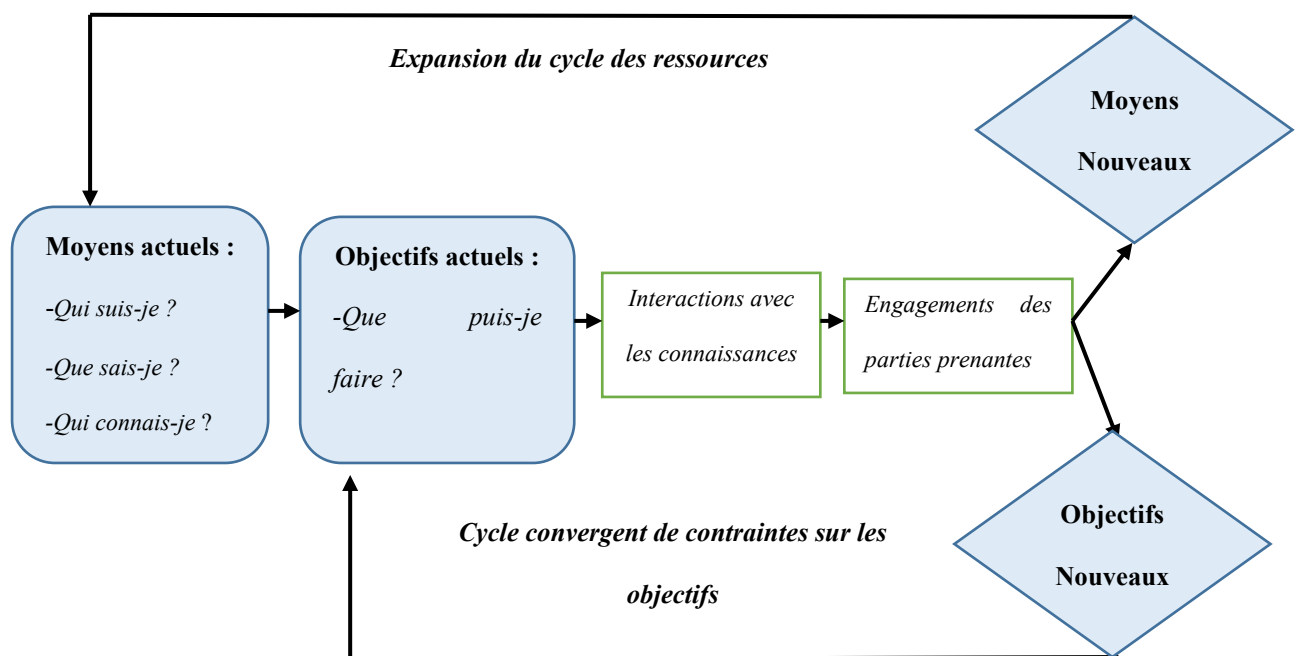 Expansion du cycle des ressources
Moyens
Nouveaux
Moyens actuels :
-Qui suis-je ?
-Que sais-je ?
-Qui connais-je ?
Objectifs actuels :
-Que puis-je
faire ?
Interactions avec
les connaissances
Engagements des
parties prenantes
Cycle convergent de contraintes sur les
objectifs
Objectifs
Nouveaux